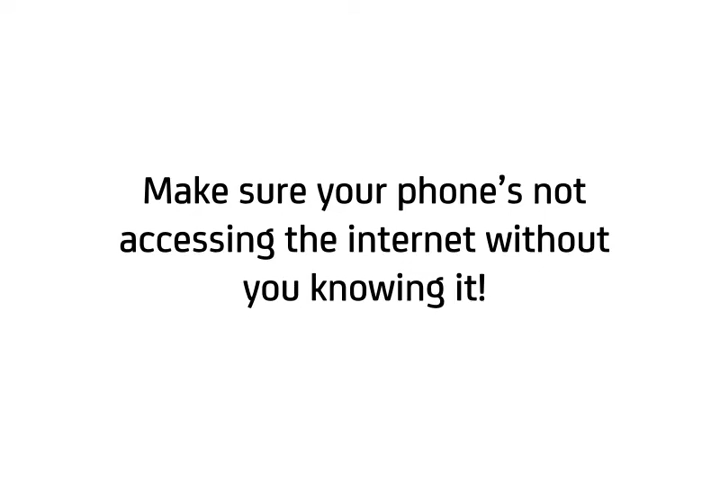 Make sure your phone’s not
accessing the internet without
you knowing it!